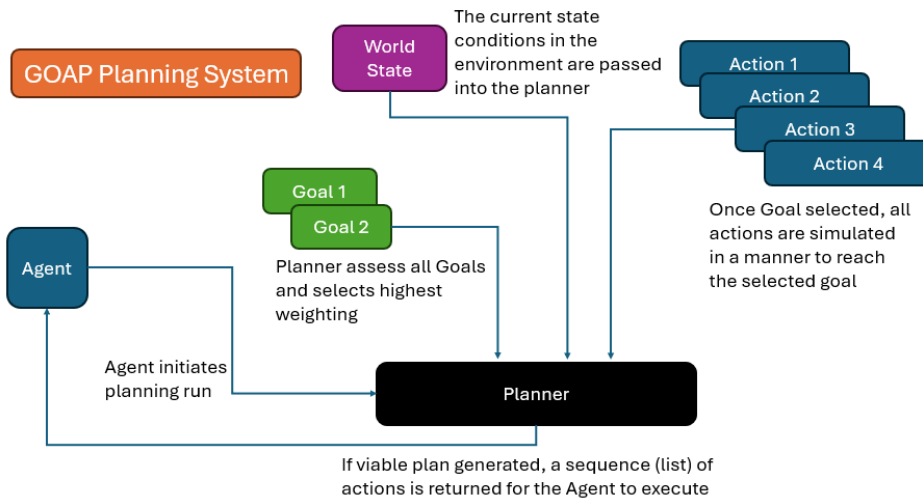 GOAP Planning System
World
State
The current state
conditions in the
environment are passed
into the planner
Action 1
Action 2
Action 3
Action 4
Once Goal selected, all
actions are simulated
in a manner to reach
the selected goal
Goal 1
Goal 2
Planner assess all Goals
and selects highest
weighting
Agent
Agent initiates
planning run
Planner
If viable plan generated, a sequence (list) of
actions is returned for the Agent to execute